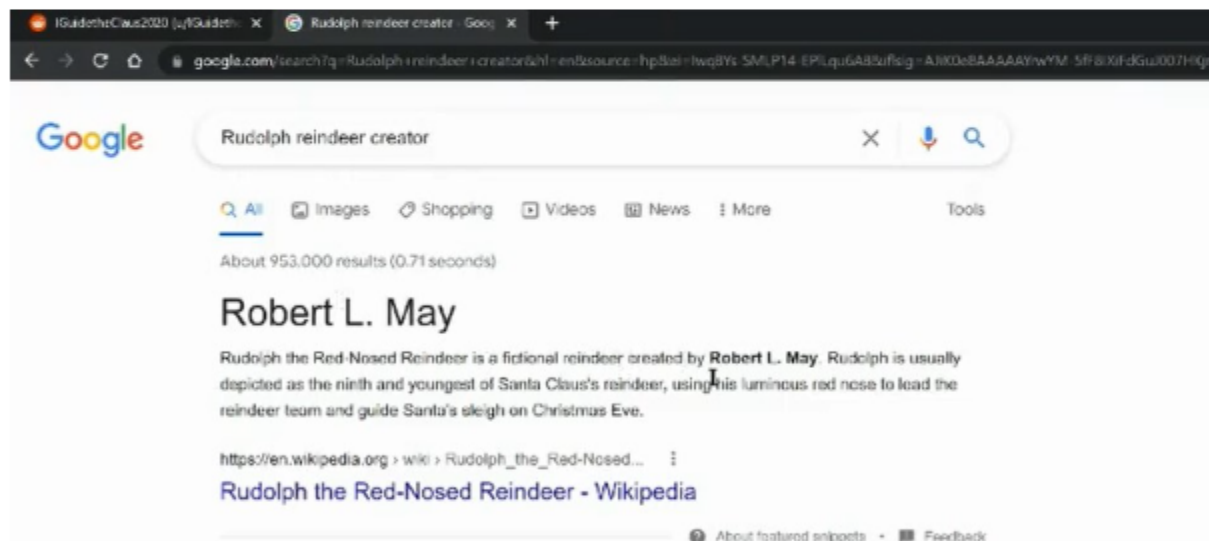 IGuidetheClaus2020
Rudolph reindeer creator - Goog
google.com/search?q=Rudolph+reindeer+creator&hl=en&source=hp&ei=
Google
Rudolph reindeer creator
All Images Shopping Videos News More Tools
About 953,000 results (0.71 seconds)
Robert L. May
Rudolph the Red-Nosed Reindeer is a fictional reindeer created by Robert L. May. Rudolph is usually
depicted as the ninth and youngest of Santa Claus's reindeer, using his luminous red nose to lead the
reindeer team and guide Santa's sleigh on Christmas Eve.
https://en.wikipedia.org › wiki › Rudolph_the_Red-Nosed...
Rudolph the Red-Nosed Reindeer - Wikipedia
About featured snippets • Feedback